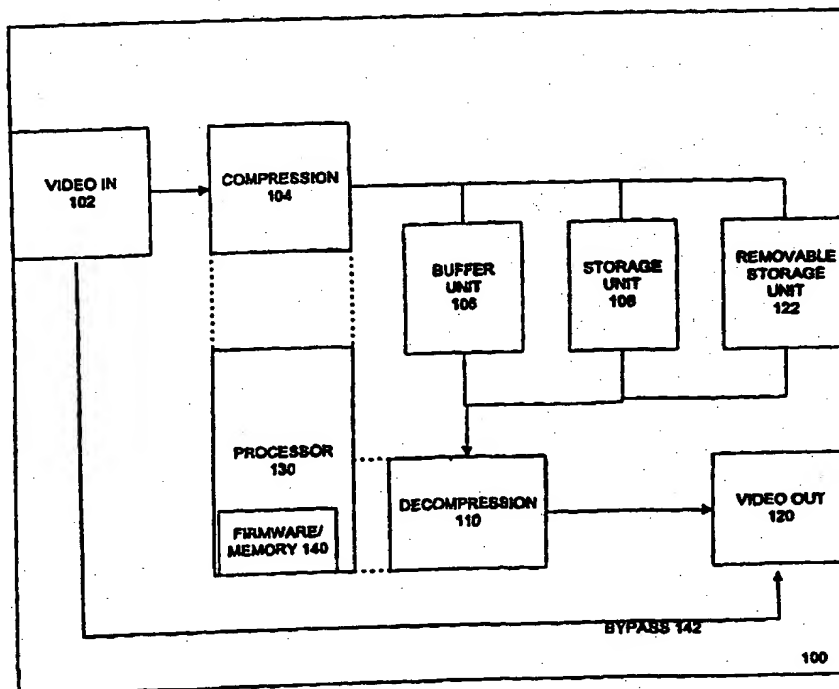 VIDEO IN
102
COMPRESSION
104
BUFFER
UNIT
106
STORAGE
UNIT
108
REMOVABLE
STORAGE
UNIT
122
PROCESSOR
130
FIRMWARE/
MEMORY 140
DECOMPRESSION
110
VIDEO OUT
120
BYPASS 142
100